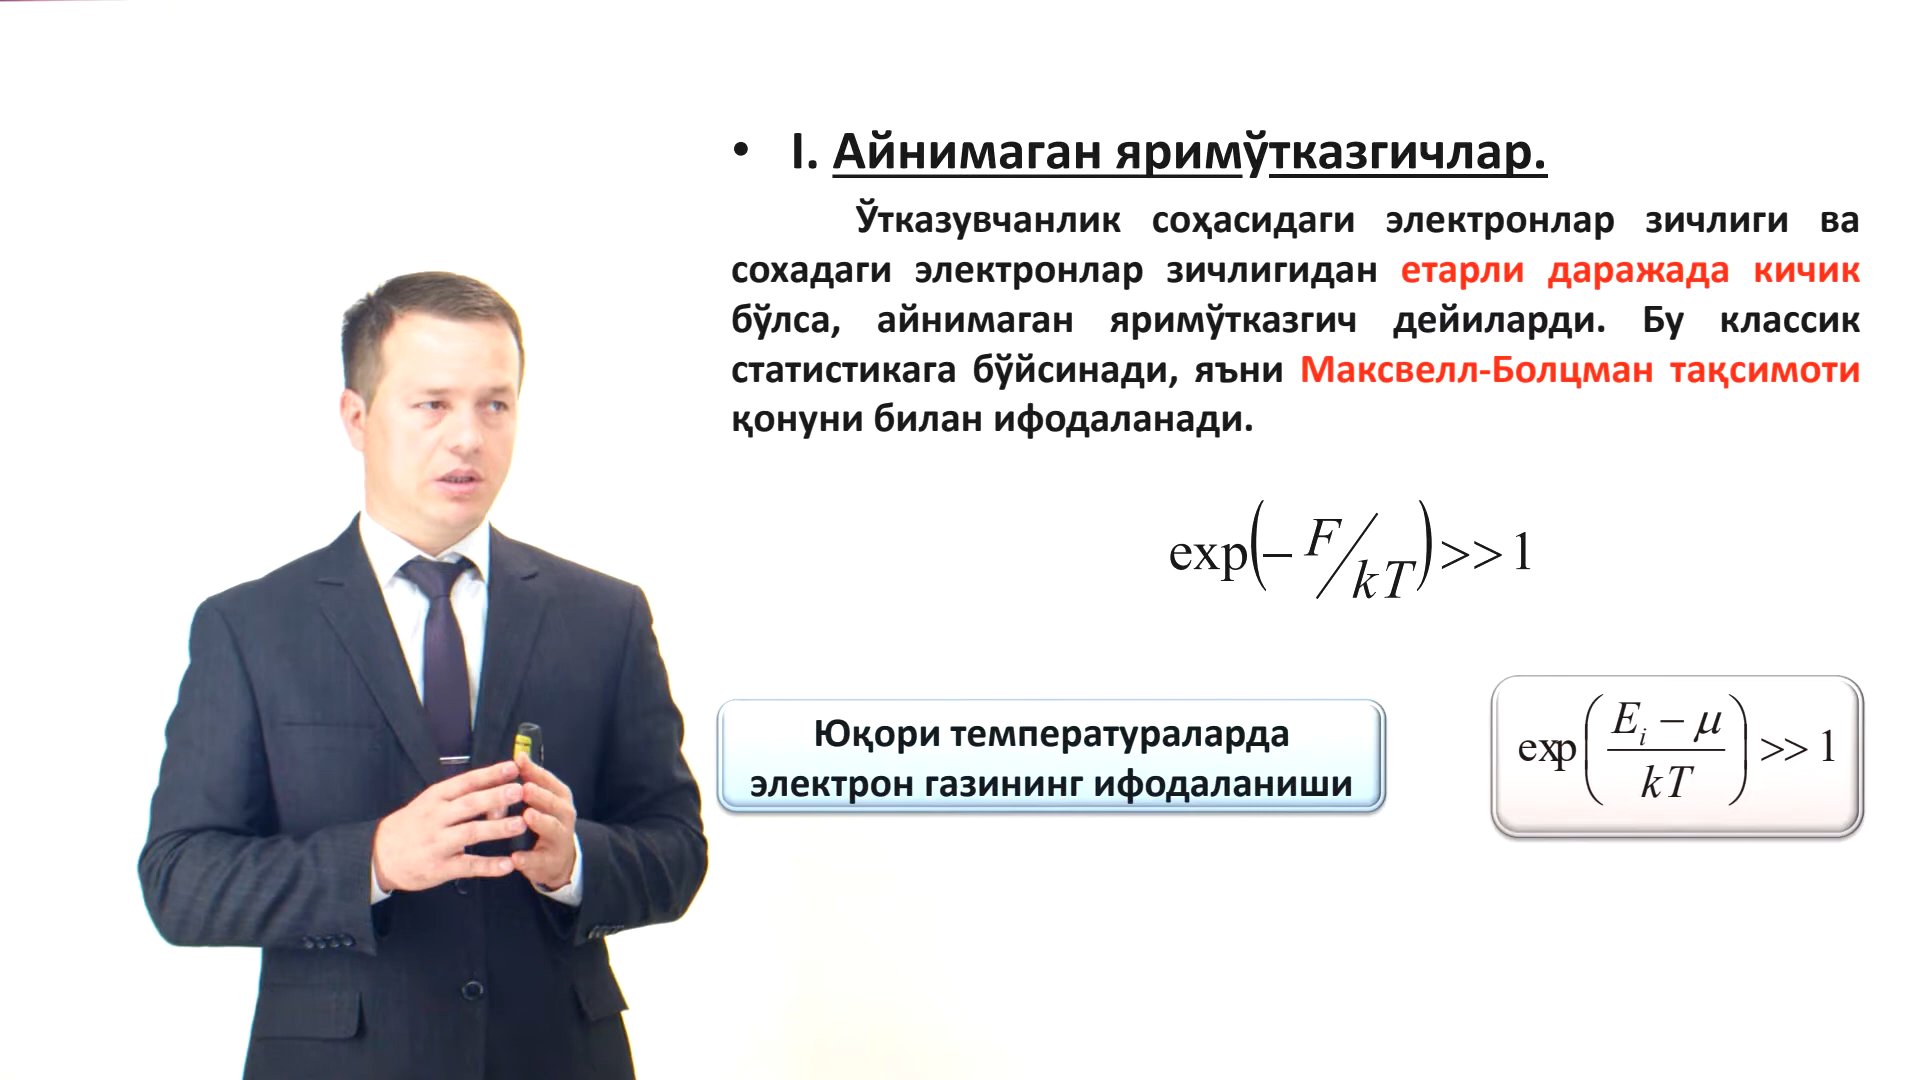 • I. Айнимаган яримўтказгичлар.
Ўтказувчанлик соҳасидаги электронлар зичлиги ва
сохадаги электронлар зичлигидан етарли даражада кичик
бўлса, айнимаган яримўтказгич дейиларди. Бу классик
статистикага бўйсинади, яъни Максвелл-Болцман тақсимоти
қонуни билан ифодаланади.
exp(− F/kT) >> 1
Юқори температураларда
электрон газининг ифодаланиши
exp((E_i − μ)/kT) >> 1